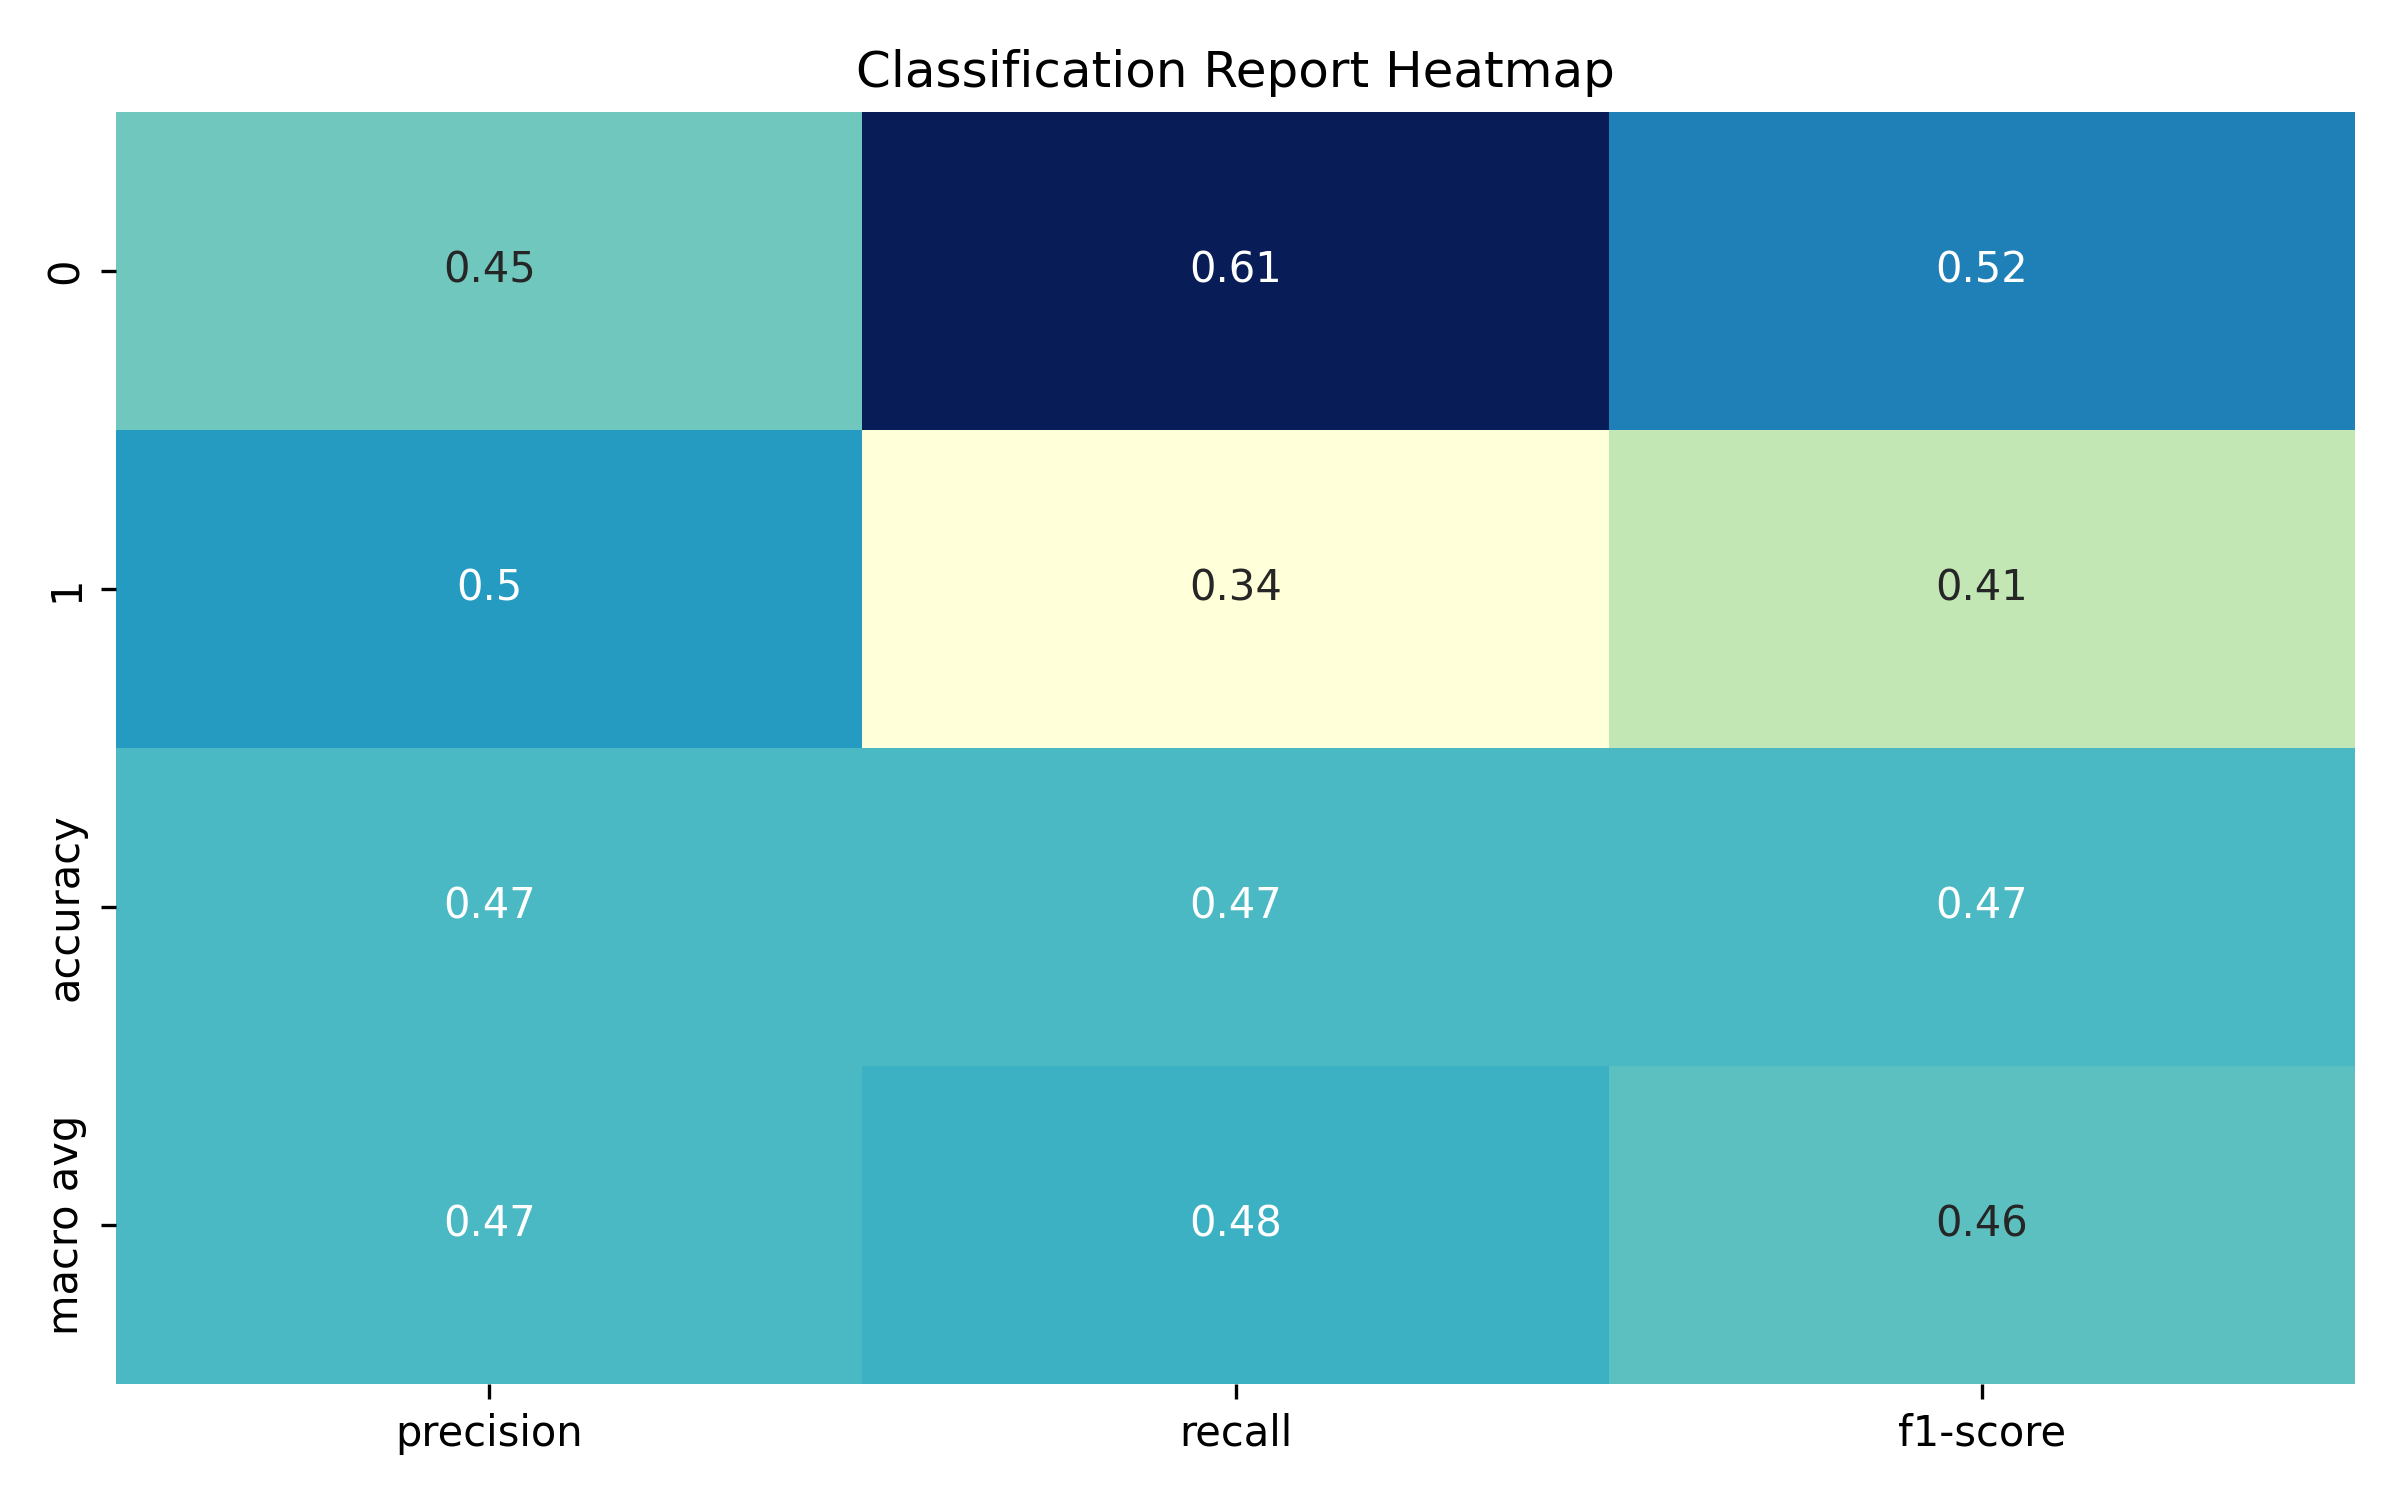 Classification Report Heatmap
0 0.45 0.61 0.52
1 0.5 0.34 0.41
accuracy 0.47 0.47 0.47
macro avg 0.47 0.48 0.46
precision recall f1-score